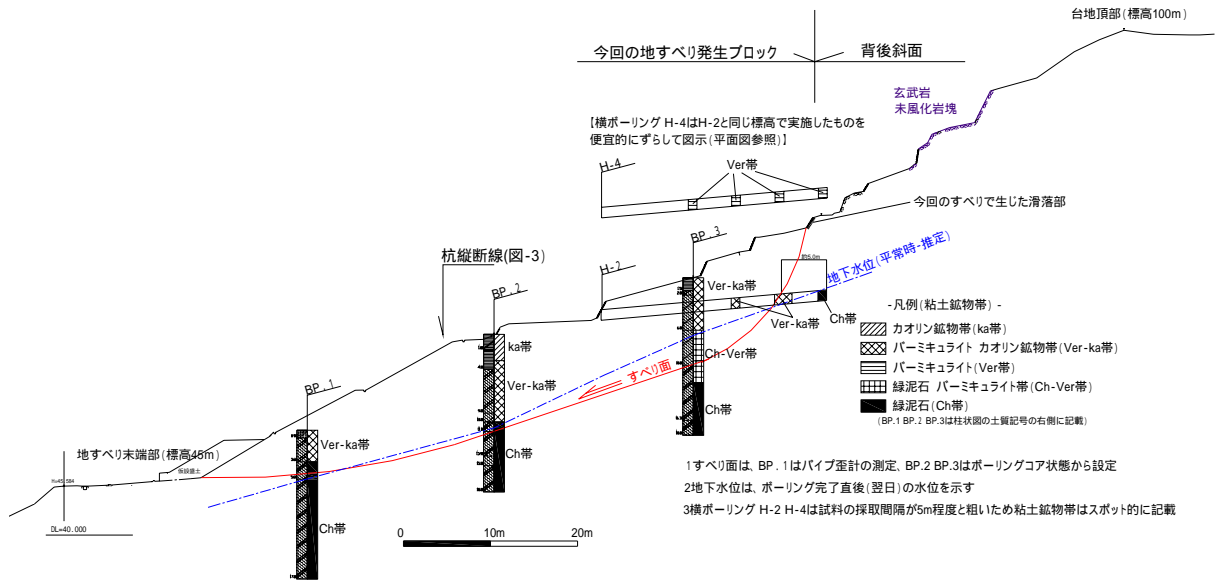 台地頂部(標高100m)
今回の地すべり発生ブロック
背後斜面
玄武岩
未風化岩塊
【横ボーリング H-4はH-2と同じ標高で実施したものを
便宜的にずらして図示(平面図参照)】
H-4
Ver帯
今回のすべりで生じた滑落部
BP.3
杭縦断線(図-3)
H-2
地下水位(平常時-推定)
BP.2
Ver-ka帯
Ver-ka帯
Ch帯
-凡例(粘土鉱物帯)-
カオリン鉱物帯(ka帯)
バーミキュライト カオリン鉱物帯(Ver-ka帯)
バーミキュライト(Ver帯)
緑泥石 バーミキュライト帯(Ch-Ver帯)
緑泥石(Ch帯)
(BP.1 BP.2 BP.3は柱状図の土質記号の右側に記載)
ka帯
Ch-Ver帯
すべり面
Ver-ka帯
BP.1
Ch帯
Ver-ka帯
Ch帯
地すべり末端部(標高45m)
仮設盛土
H=45.584
DL=40.000
Ch帯
0 10m 20m
1すべり面は、BP.1はパイプ歪計の測定、BP.2 BP.3はボーリングコア状態から設定
2地下水位は、ボーリング完了直後(翌日)の水位を示す
3横ボーリング H-2 H-4は試料の採取間隔が5m程度と粗いため粘土鉱物帯はスポット的に記載